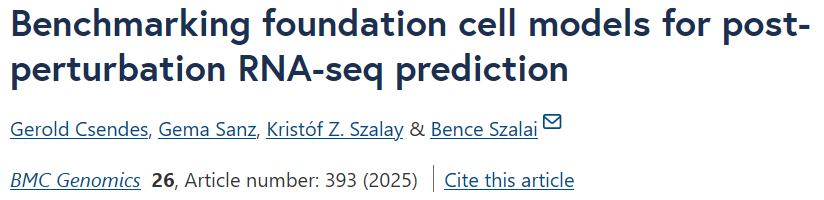 Benchmarking foundation cell models for post-
perturbation RNA-seq prediction
Gerold Csendes, Gema Sanz, Kristóf Z. Szalay & Bence Szalai
BMC Genomics 26, Article number: 393 (2025) Cite this article